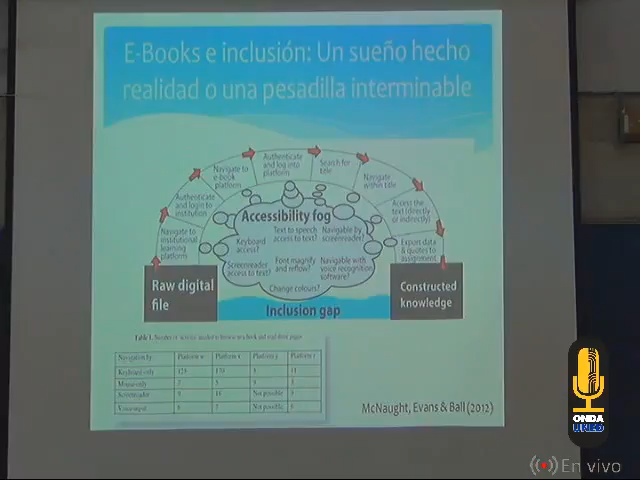 E-Books e inclusión: Un sueño hecho
realidad o una pesadilla interminable
Navigate to
institutional
learning
platform
Authenticate
and login to
institution
Navigate to
e-book
platform
Authenticate
and log into
platform
Search for
title
Navigate
within title
Access the
text (directly
or indirectly)
Export data
& quotes to
assignment
Accessibility fog
Text to speech
access to text?
Navigable by
screenreader?
Keyboard
access?
Screenreader
access to text?
Font magnify
and reflow?
Navigable with
voice recognition
software?
Change colours?
Raw digital
file
Constructed
knowledge
Inclusion gap
Navigation by
Platform
Platform
Platform
Platform
Keyboard only
Mouse only
Screenreader
Not possible
Not possible
McNaught, Evans & Ball (2012)
ONDA
UNED
En vivo